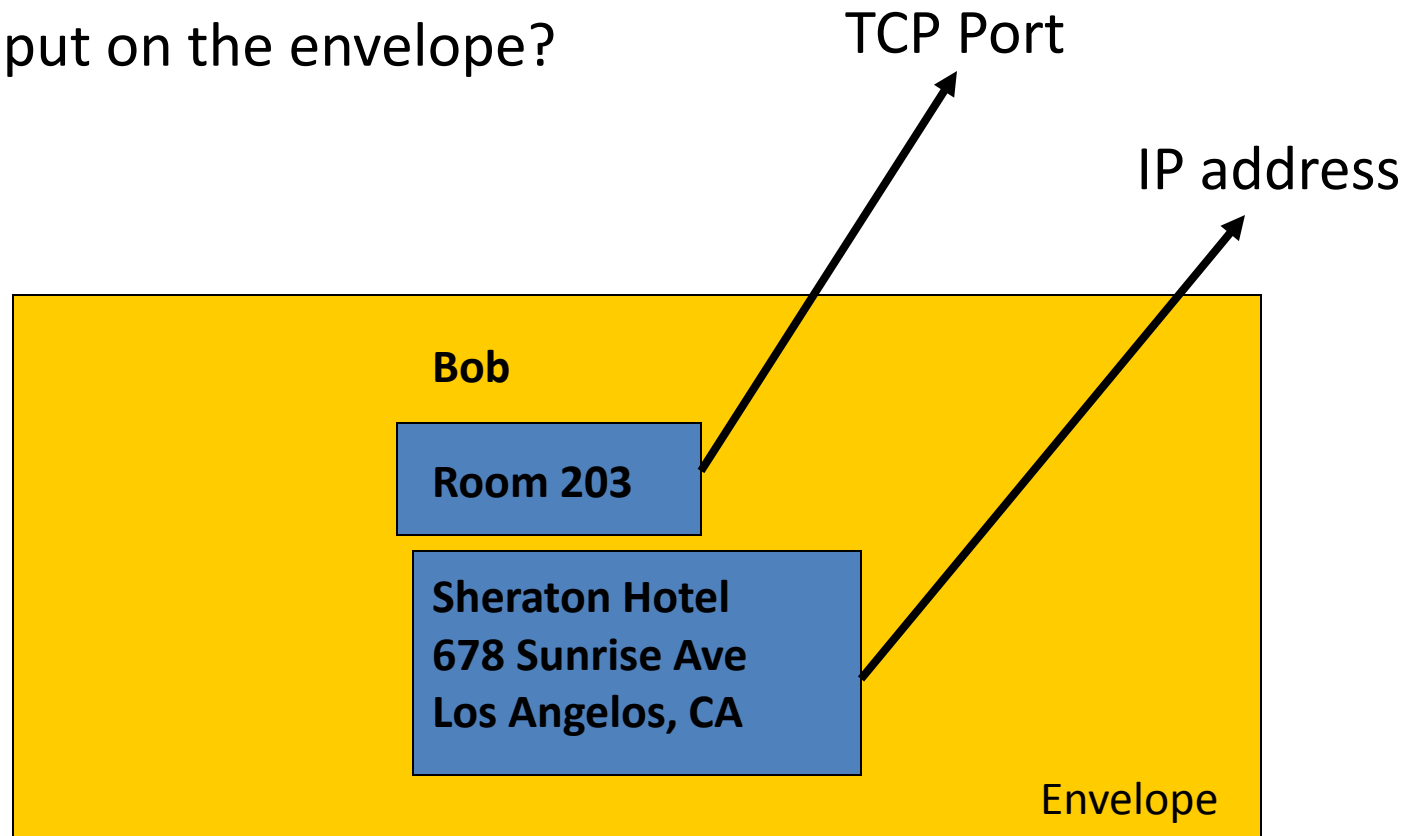 put on the envelope?
TCP Port
IP address
Bob
Room 203
Sheraton Hotel
678 Sunrise Ave
Los Angelos, CA
Envelope